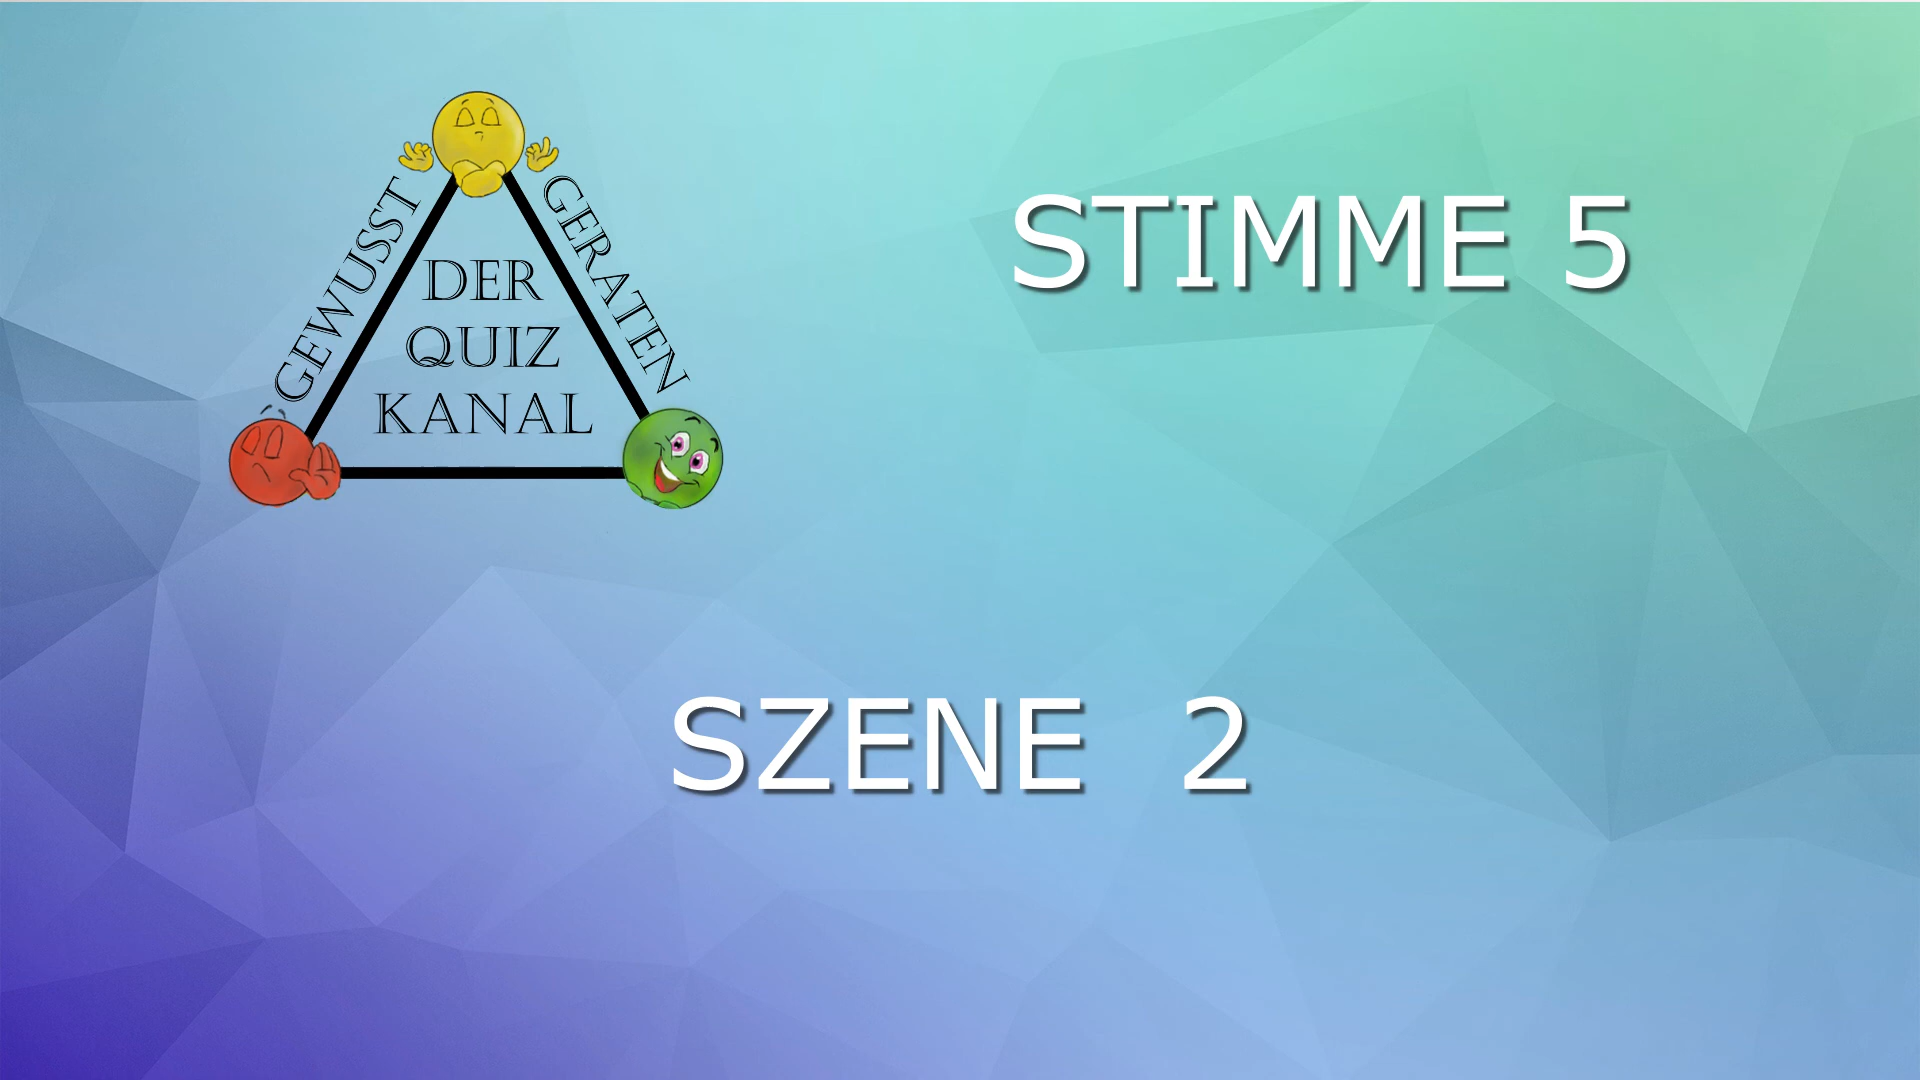 GEWUSST
GERATEN
DER
QUIZ
KANAL
STIMME 5
SZENE 2